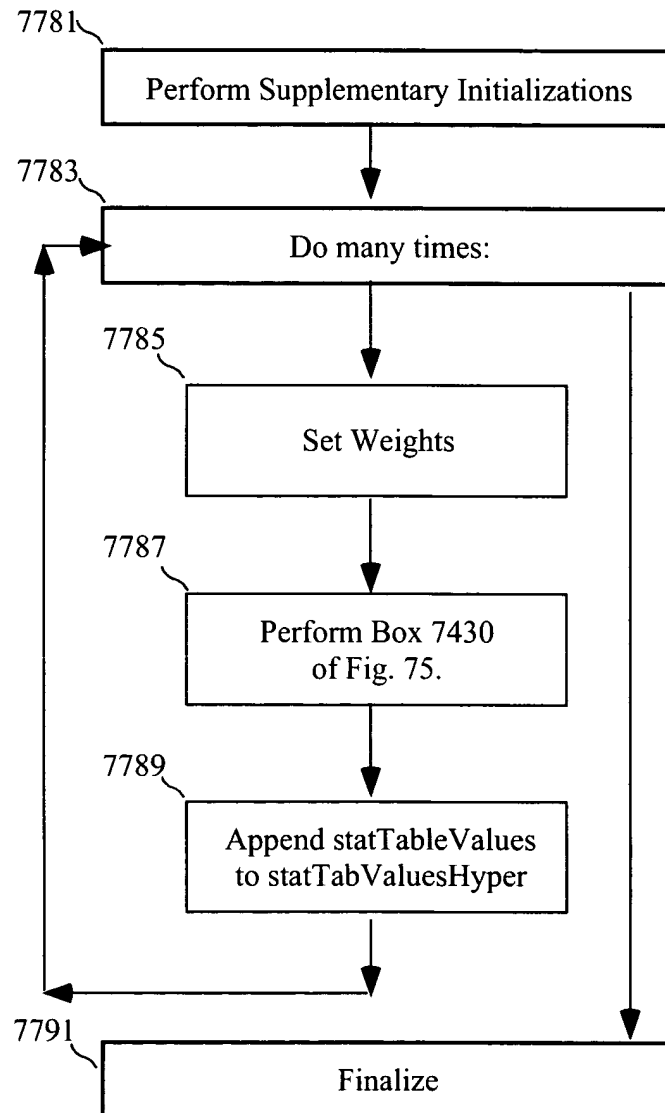 7781
Perform Supplementary Initializations
7783
Do many times:
7785
Set Weights
7787
Perform Box 7430
of Fig. 75.
7789
Append statTableValues
to statTabValuesHyper
7791
Finalize